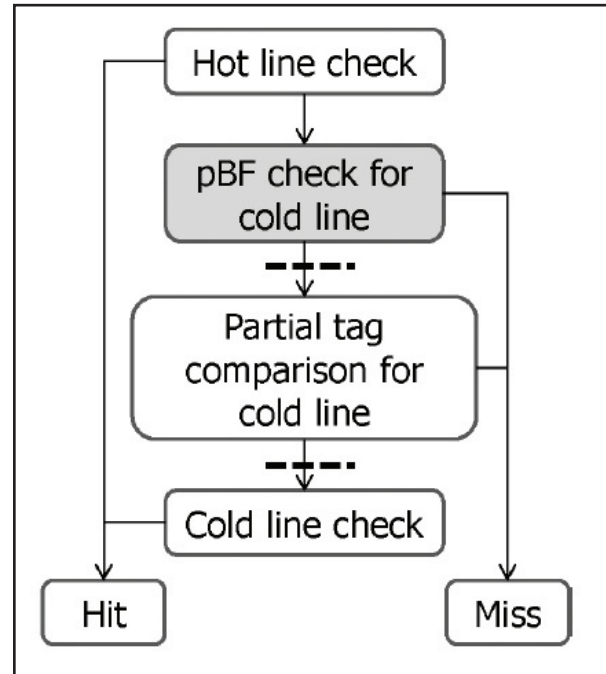 Hot line check
pBF check for
cold line
Partial tag
comparison for
cold line
Cold line check
Hit
Miss